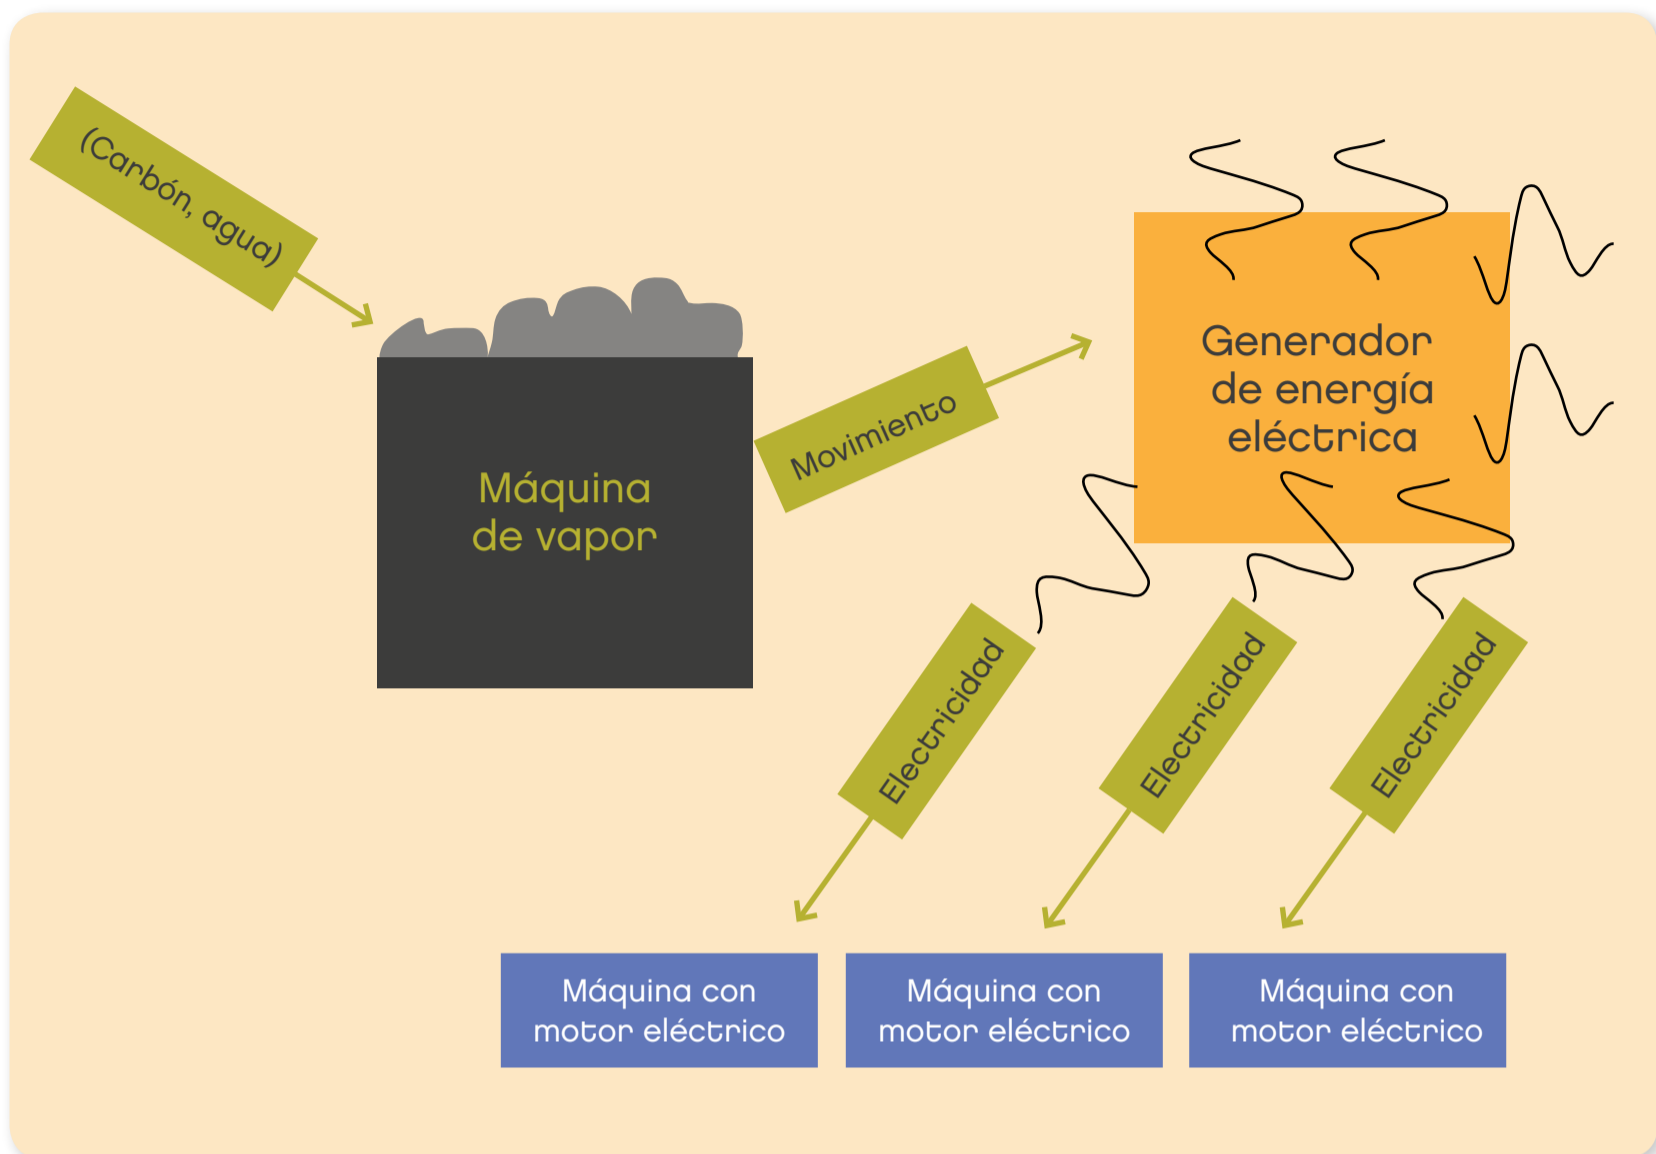 (Carbón, agua)
Máquina
de vapor
Movimiento
Generador
de energía
eléctrica
Electricidad
Electricidad
Electricidad
Máquina con
motor eléctrico
Máquina con
motor eléctrico
Máquina con
motor eléctrico